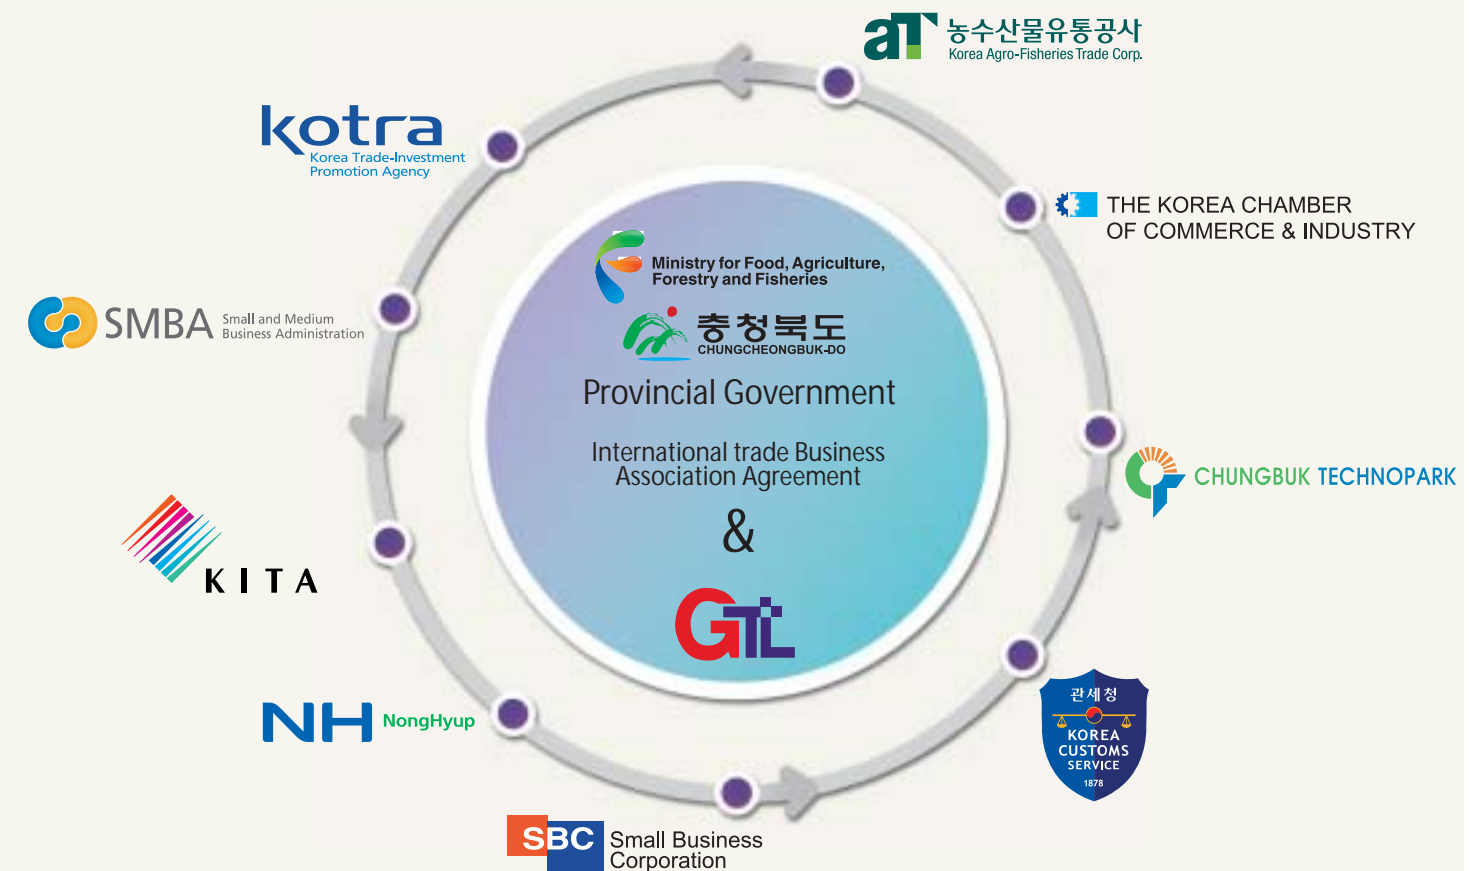 aT 농수산물유통공사
Korea Agro-Fisheries Trade Corp.
kotra
Korea Trade-Investment
Promotion Agency
THE KOREA CHAMBER
OF COMMERCE & INDUSTRY
Ministry for Food, Agriculture,
Forestry and Fisheries
SMBA Small and Medium
Business Administration
충청북도
CHUNGCHEONGBUK-DO
Provincial Government
International trade Business
Association Agreement
&
GTL
CHUNGBUK TECHNOPARK
KITA
NH NongHyup
관세청
KOREA
CUSTOMS
SERVICE
1878
SBC Small Business
Corporation